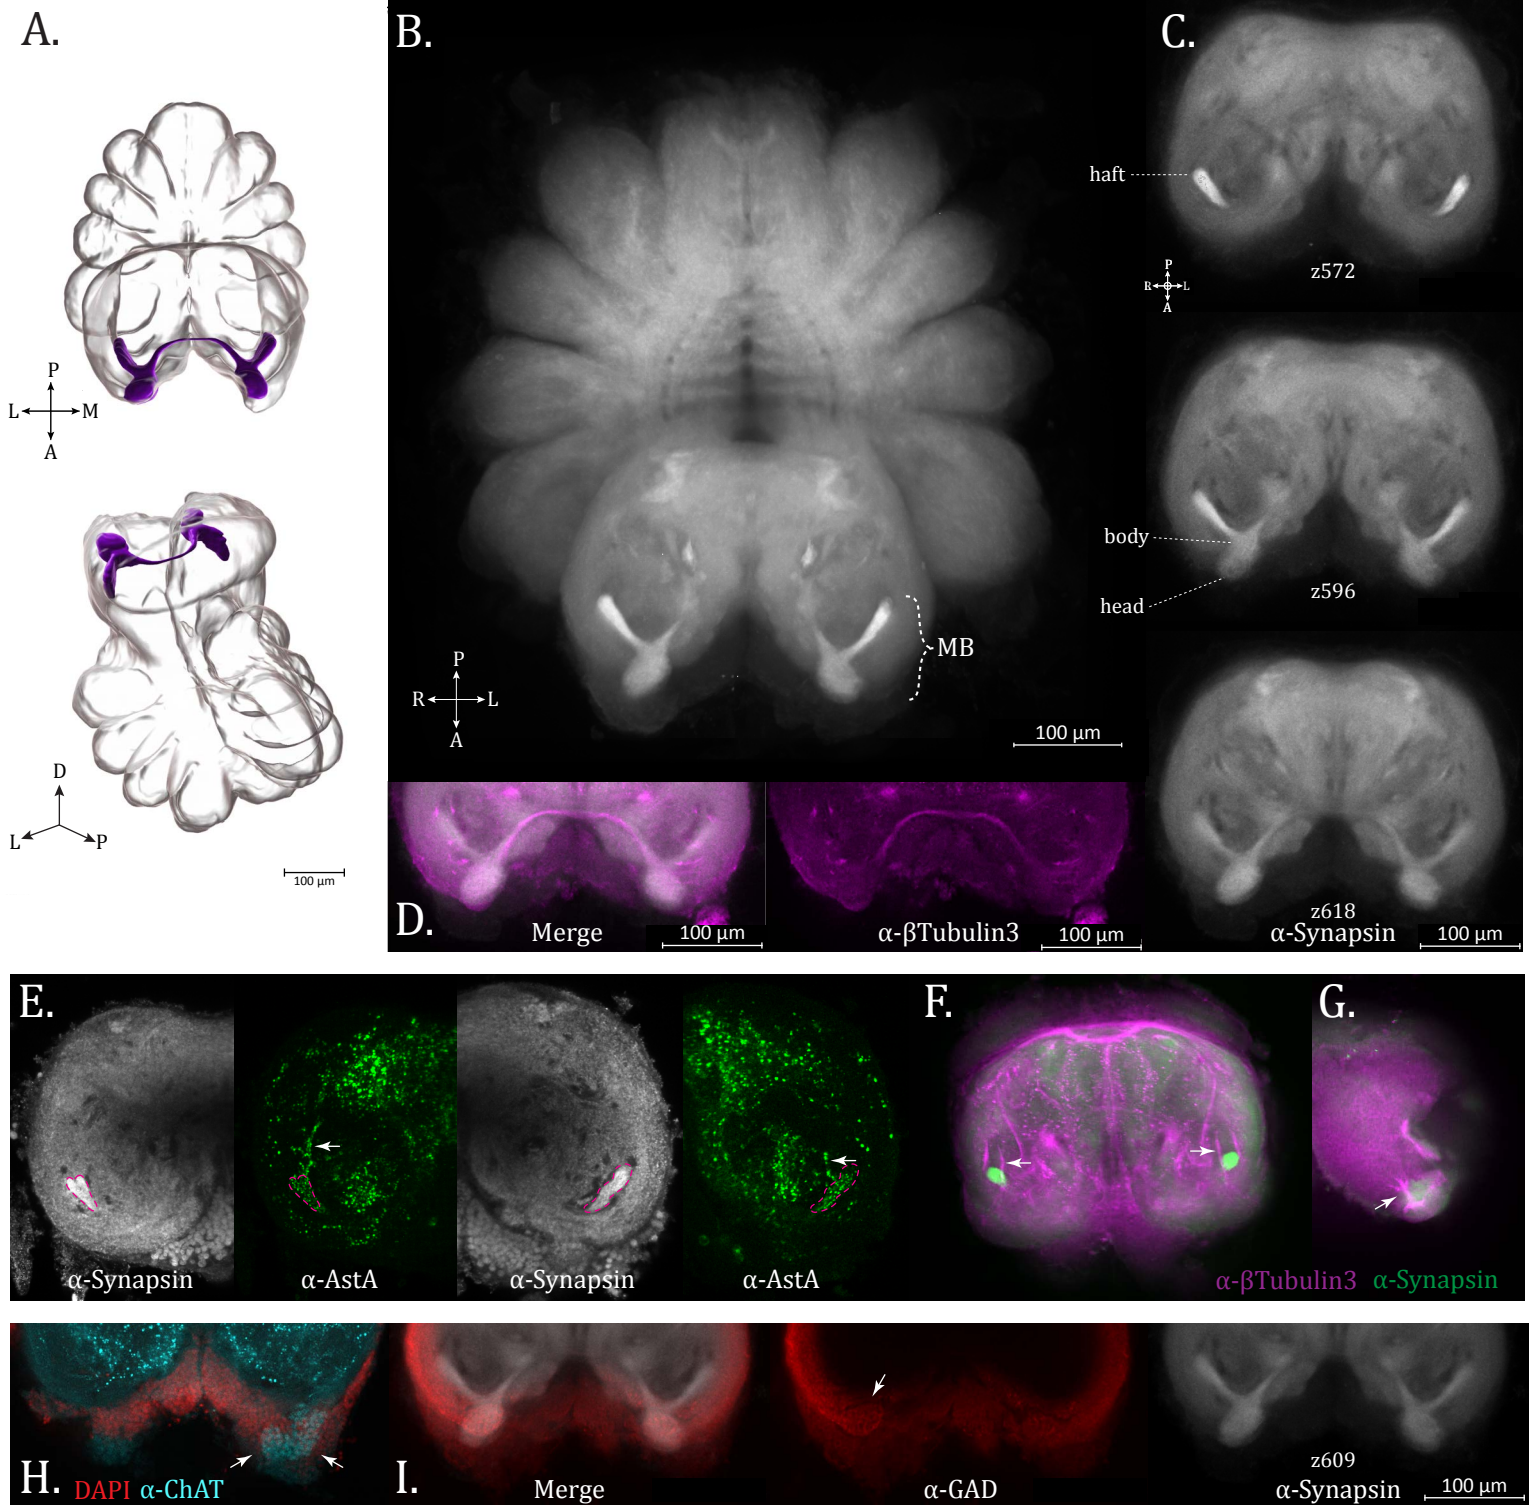 A.
P
L M
A
D
L P
100 µm
B.
MB
P
R L
A
100 µm
C.
haft
z572
P
R L
A
body
head
z596
z618
α-Synapsin
100 µm
D.
Merge
100 µm
α-βTubulin3
100 µm
E.
α-Synapsin
α-AstA
α-Synapsin
α-AstA
F.
G.
α-βTubulin3 α-Synapsin
H.
DAPI α-ChAT
I.
Merge
α-GAD
z609
α-Synapsin
100 µm